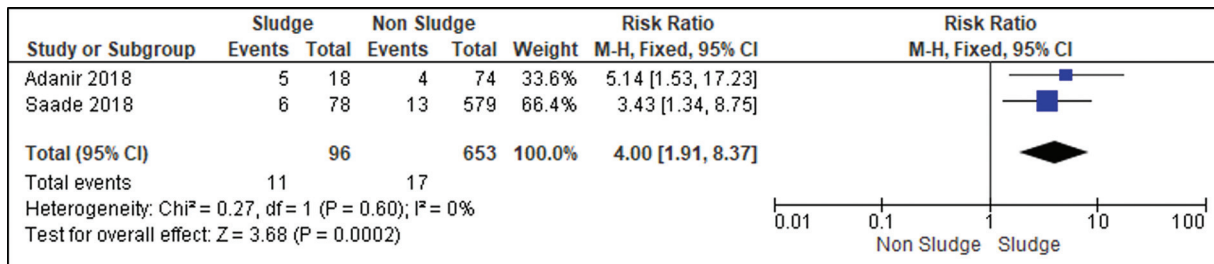 Sludge Non Sludge Risk Ratio Risk Ratio
Study or Subgroup Events Total Events Total Weight M-H, Fixed, 95% CI M-H, Fixed, 95% CI
Adanir 2018 5 18 4 74 33.6% 5.14 [1.53, 17.23]
Saade 2018 6 78 13 579 66.4% 3.43 [1.34, 8.75]
Total (95% CI) 96 653 100.0% 4.00 [1.91, 8.37]
Total events 11 17
Heterogeneity: Chi² = 0.27, df = 1 (P = 0.60); I² = 0%
Test for overall effect: Z = 3.68 (P = 0.0002)
0.01 0.1 1 10 100
Non Sludge Sludge